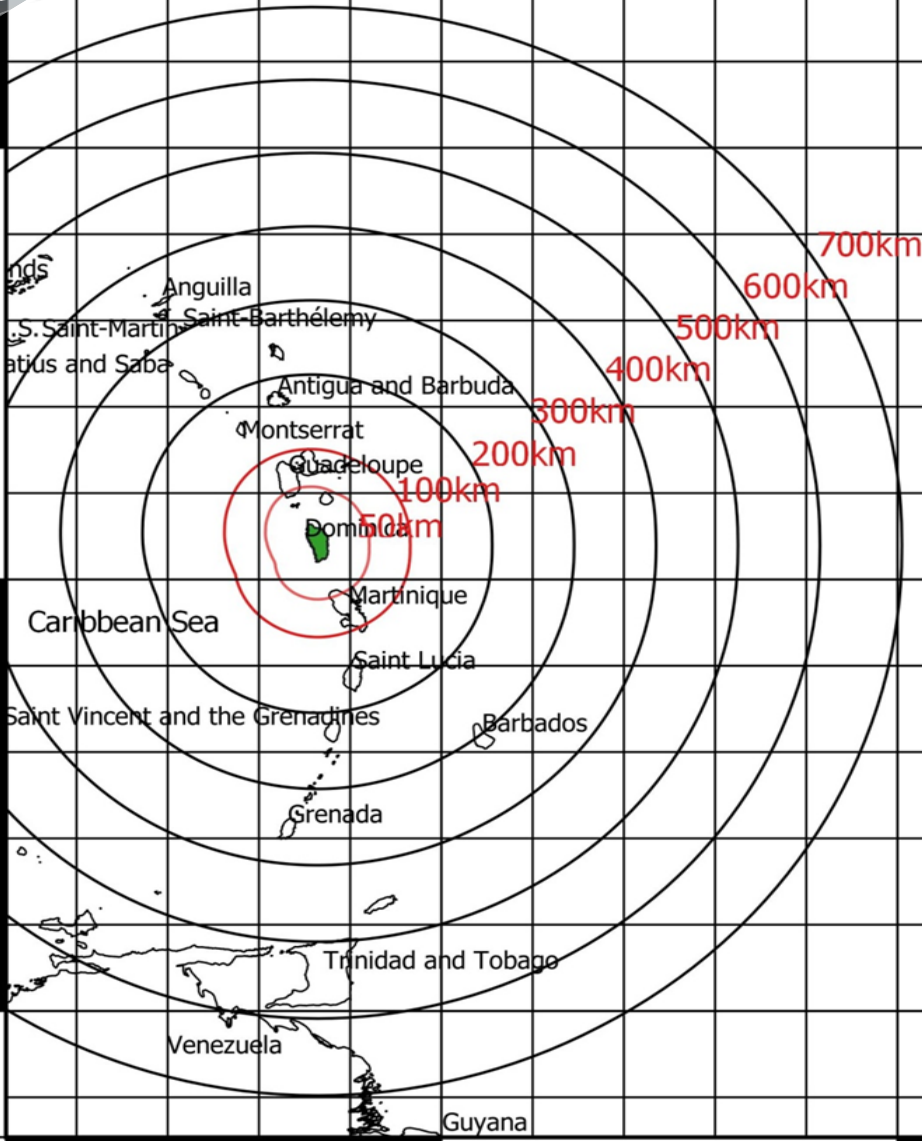 700km
nds
Anguilla
600km
.S.Saint-Martin
Saint-Barthélemy
500km
atius and Saba
400km
Antigua and Barbuda
300km
Montserrat
200km
Guadeloupe
100km
Dominica
50km
Martinique
Caribbean Sea
Saint Lucia
Saint Vincent and the Grenadines
Barbados
Grenada
Trinidad and Tobago
Venezuela
Guyana